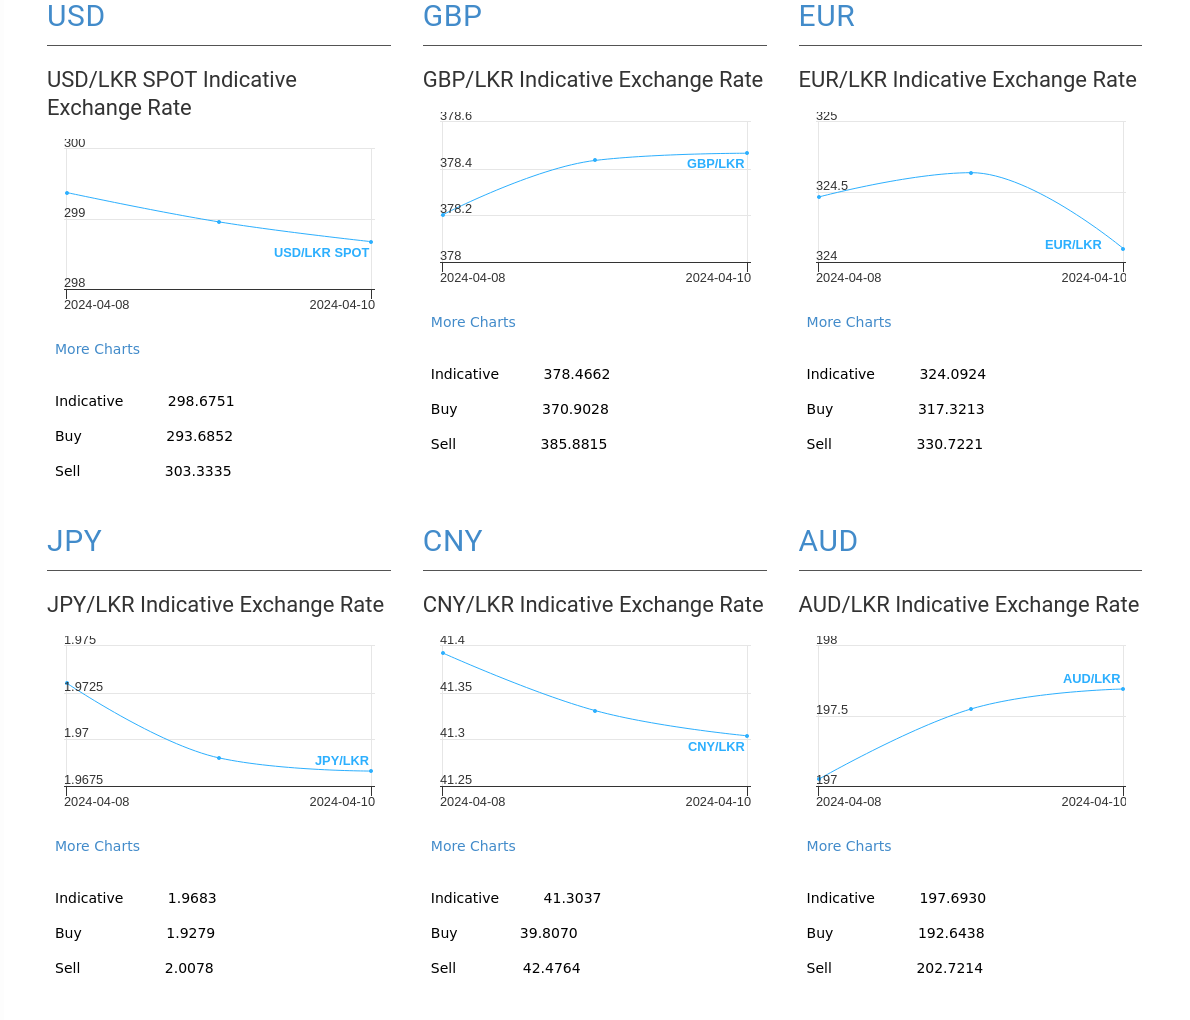 USD
USD/LKR SPOT Indicative
Exchange Rate
300
299
USD/LKR SPOT
298
2024-04-08 2024-04-10
More Charts
Indicative 298.6751
Buy 293.6852
Sell 303.3335
GBP
GBP/LKR Indicative Exchange Rate
378.6
378.4
GBP/LKR
378.2
378
2024-04-08 2024-04-10
More Charts
Indicative 378.4662
Buy 370.9028
Sell 385.8815
EUR
EUR/LKR Indicative Exchange Rate
325
324.5
EUR/LKR
324
2024-04-08 2024-04-10
More Charts
Indicative 324.0924
Buy 317.3213
Sell 330.7221
JPY
JPY/LKR Indicative Exchange Rate
1.975
1.9725
1.97
JPY/LKR
1.9675
2024-04-08 2024-04-10
More Charts
Indicative 1.9683
Buy 1.9279
Sell 2.0078
CNY
CNY/LKR Indicative Exchange Rate
41.4
41.35
41.3
CNY/LKR
41.25
2024-04-08 2024-04-10
More Charts
Indicative 41.3037
Buy 39.8070
Sell 42.4764
AUD
AUD/LKR Indicative Exchange Rate
198
AUD/LKR
197.5
197
2024-04-08 2024-04-10
More Charts
Indicative 197.6930
Buy 192.6438
Sell 202.7214